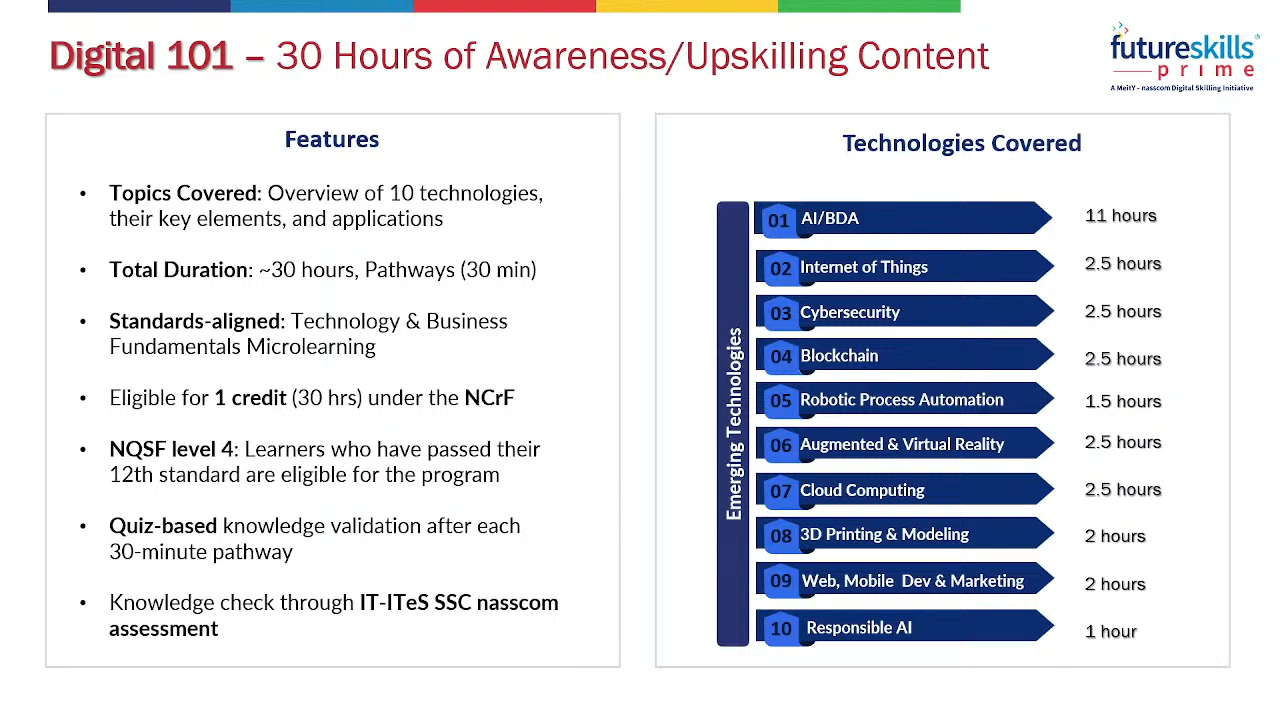 Digital 101 – 30 Hours of Awareness/Upskilling Content
futureskills
prime
A MeitY - nasscom Digital Skilling Initiative
Features
• Topics Covered: Overview of 10 technologies,
their key elements, and applications
• Total Duration: ~30 hours, Pathways (30 min)
• Standards-aligned: Technology & Business
Fundamentals Microlearning
• Eligible for 1 credit (30 hrs) under the NCrF
• NQSF level 4: Learners who have passed their
12th standard are eligible for the program
• Quiz-based knowledge validation after each
30-minute pathway
• Knowledge check through IT-ITeS SSC nasscom
assessment
Technologies Covered
Emerging Technologies
01 AI/BDA 11 hours
02 Internet of Things 2.5 hours
03 Cybersecurity 2.5 hours
04 Blockchain 2.5 hours
05 Robotic Process Automation 1.5 hours
06 Augmented & Virtual Reality 2.5 hours
07 Cloud Computing 2.5 hours
08 3D Printing & Modeling 2 hours
09 Web, Mobile Dev & Marketing 2 hours
10 Responsible AI 1 hour